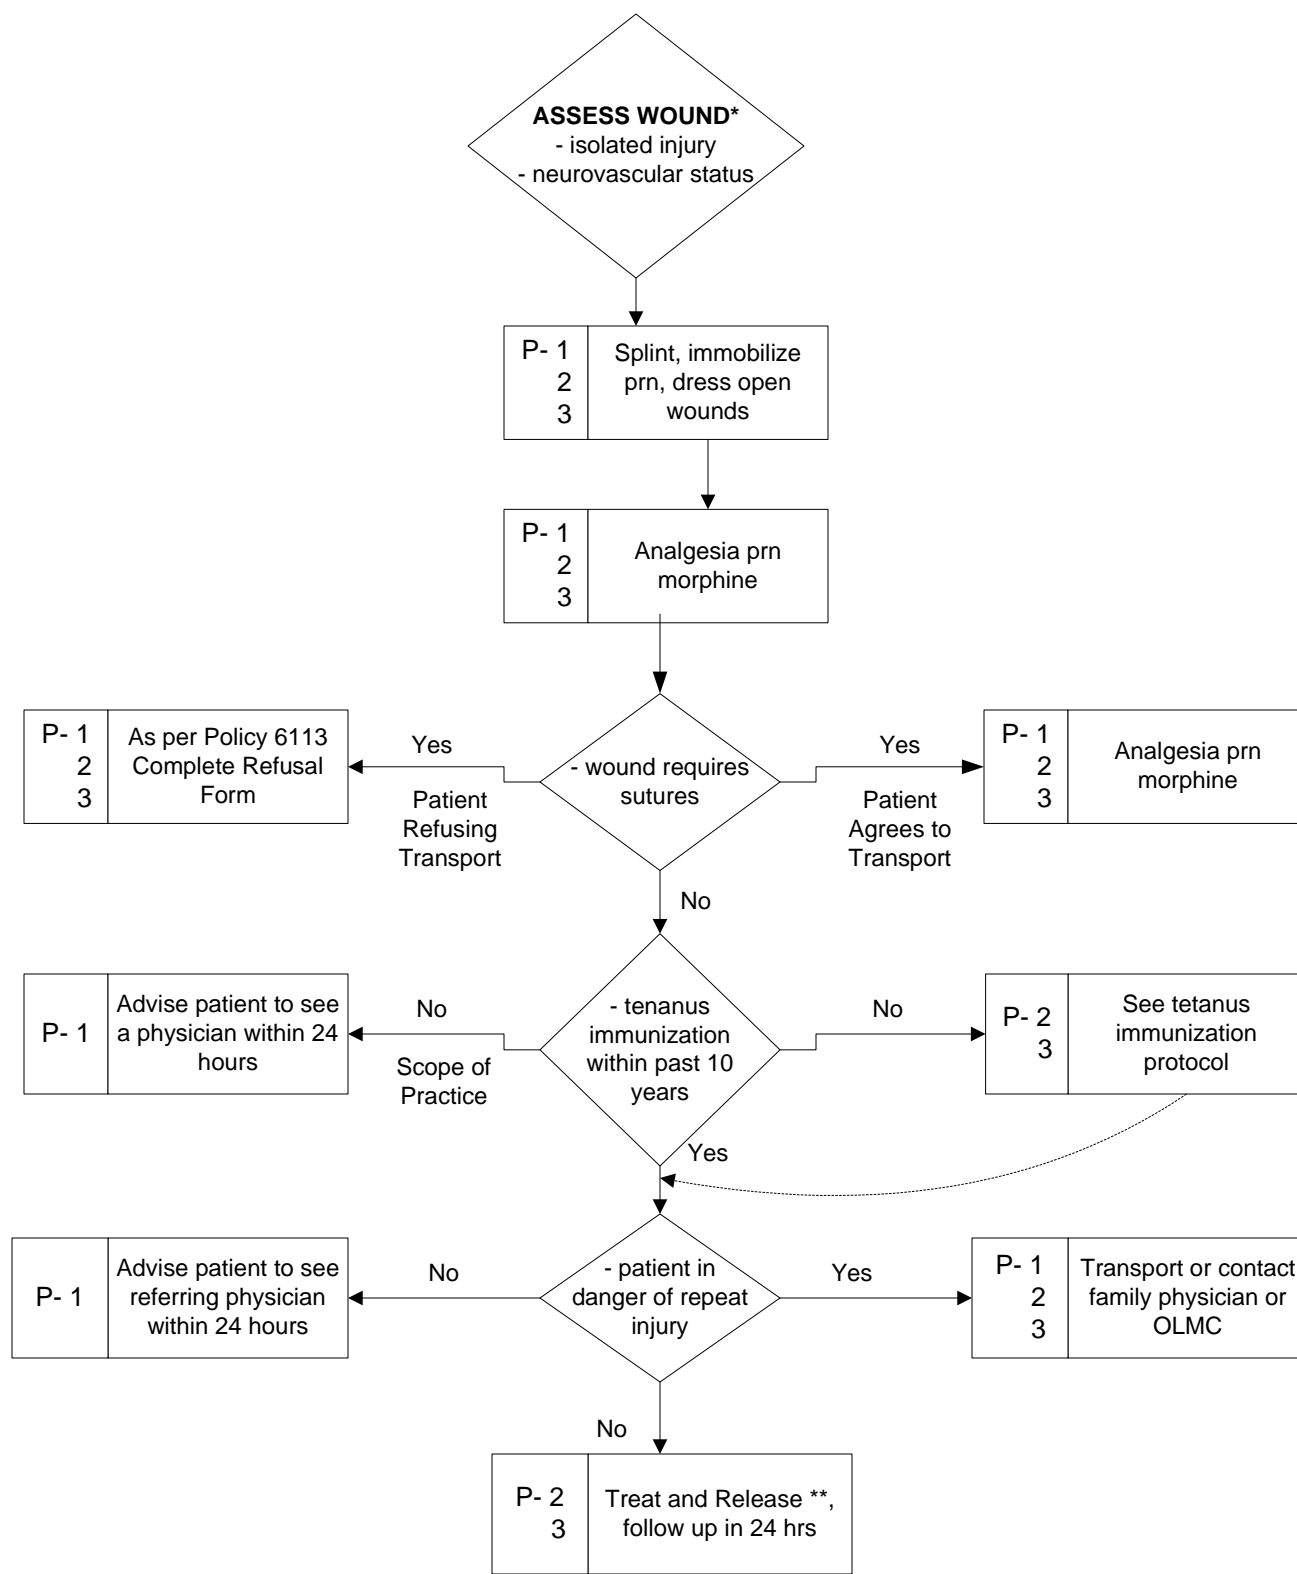 ASSESS WOUND*
- isolated injury
- neurovascular status
P- 1
2
3
Splint, immobilize
prn, dress open
wounds
P- 1
2
3
Analgesia prn
morphine
P- 1
2
3
As per Policy 6113
Complete Refusal
Form
Yes
Patient
Refusing
Transport
- wound requires
sutures
Yes
Patient
Agrees to
Transport
P- 1
2
3
Analgesia prn
morphine
No
P- 1
Advise patient to see
a physician within 24
hours
No
Scope of
Practice
- tenanus
immunization
within past 10
years
No
P- 2
3
See tetanus
immunization
protocol
Yes
P- 1
Advise patient to see
referring physician
within 24 hours
No
- patient in
danger of repeat
injury
Yes
P- 1
2
3
Transport or contact
family physician or
OLMC
No
P- 2
3
Treat and Release **,
follow up in 24 hrs